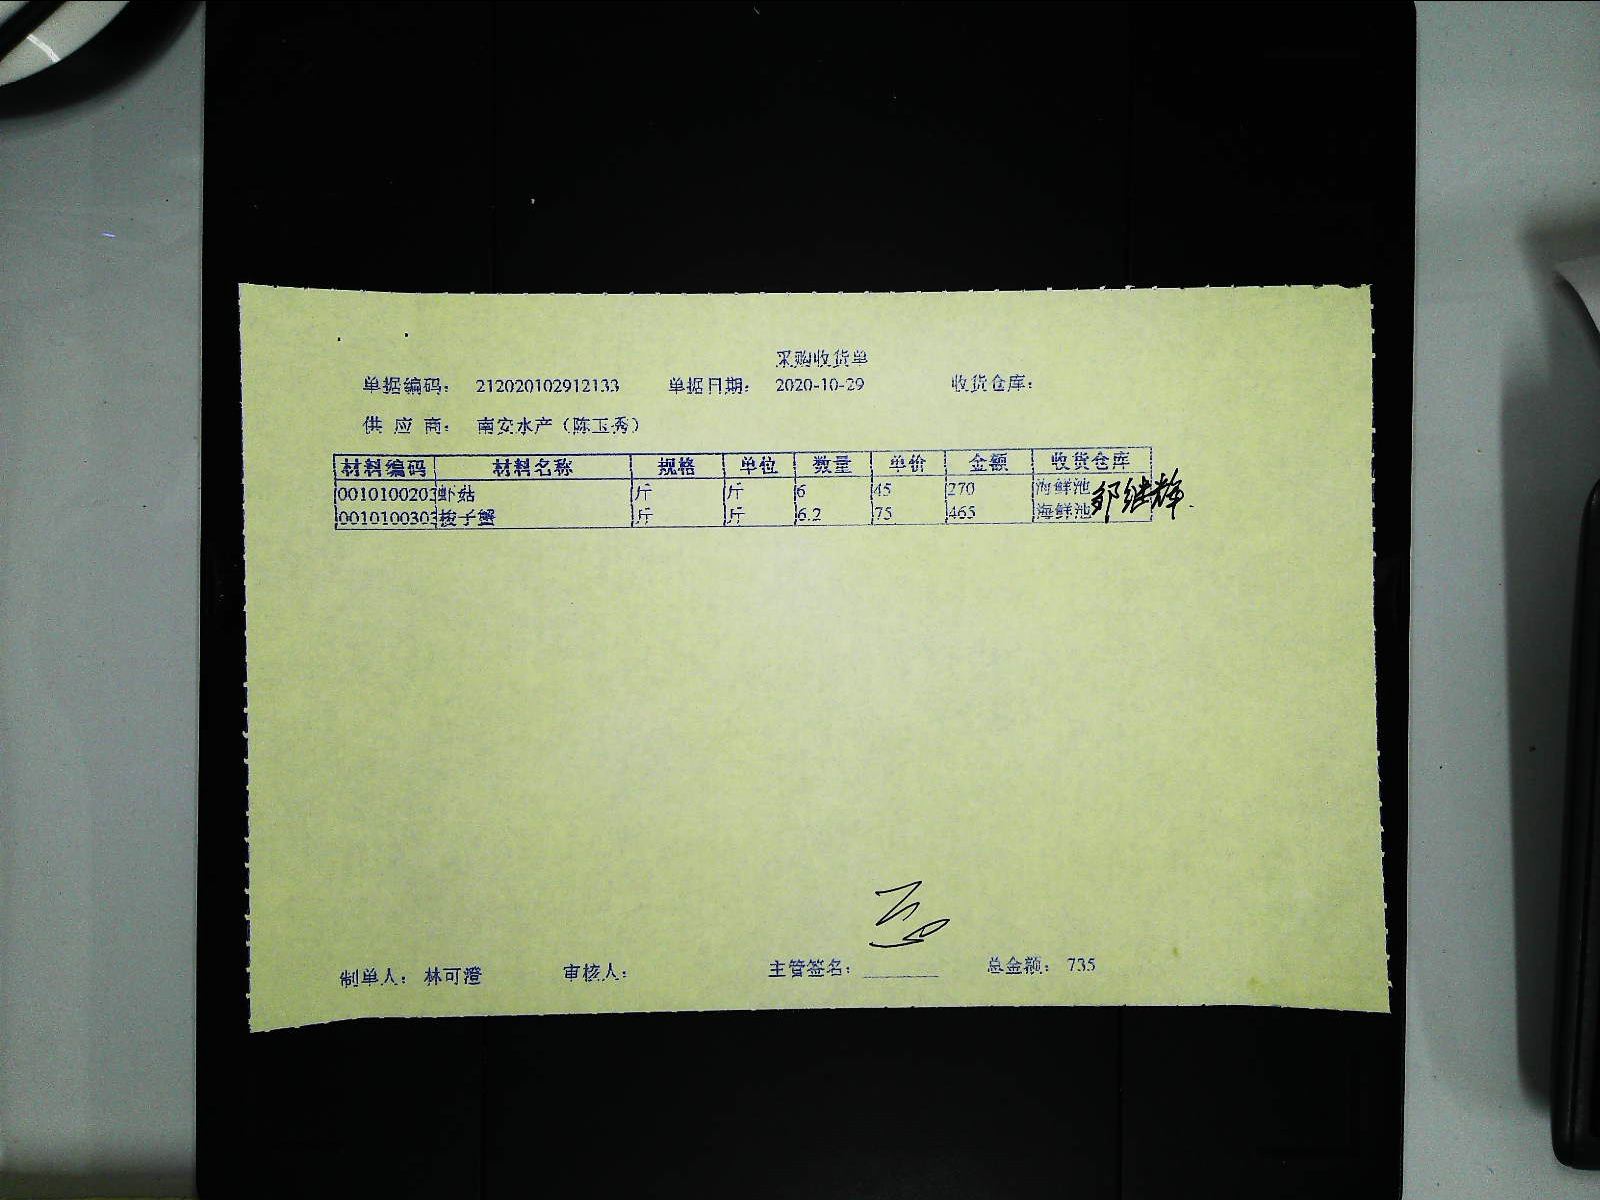 采购收货单
单据编码： 212020102912133 单据日期： 2020-10-29 收货仓库：
供 应 商： 南安水产（陈玉秀）
材料编码 材料名称 规格 单位 数量 单价 金额 收货仓库
0010100203 虾菇 斤 斤 6 45 270 海鲜池
0010100303 梭子蟹 斤 斤 6.2 75 465 海鲜池
邹继辉
制单人： 林可澄 审核人： 主管签名： 总金额： 735